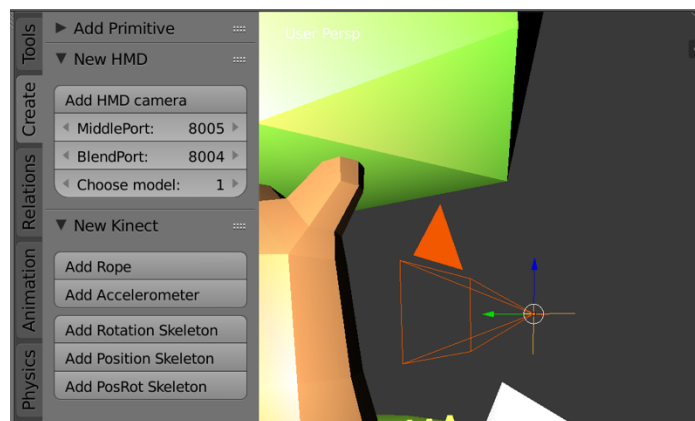 Tools
Create
Relations
Animation
Physics
Add Primitive
New HMD
Add HMD camera
MiddlePort: 8005
BlendPort: 8004
Choose model: 1
New Kinect
Add Rope
Add Accelerometer
Add Rotation Skeleton
Add Position Skeleton
Add PosRot Skeleton
User Persp